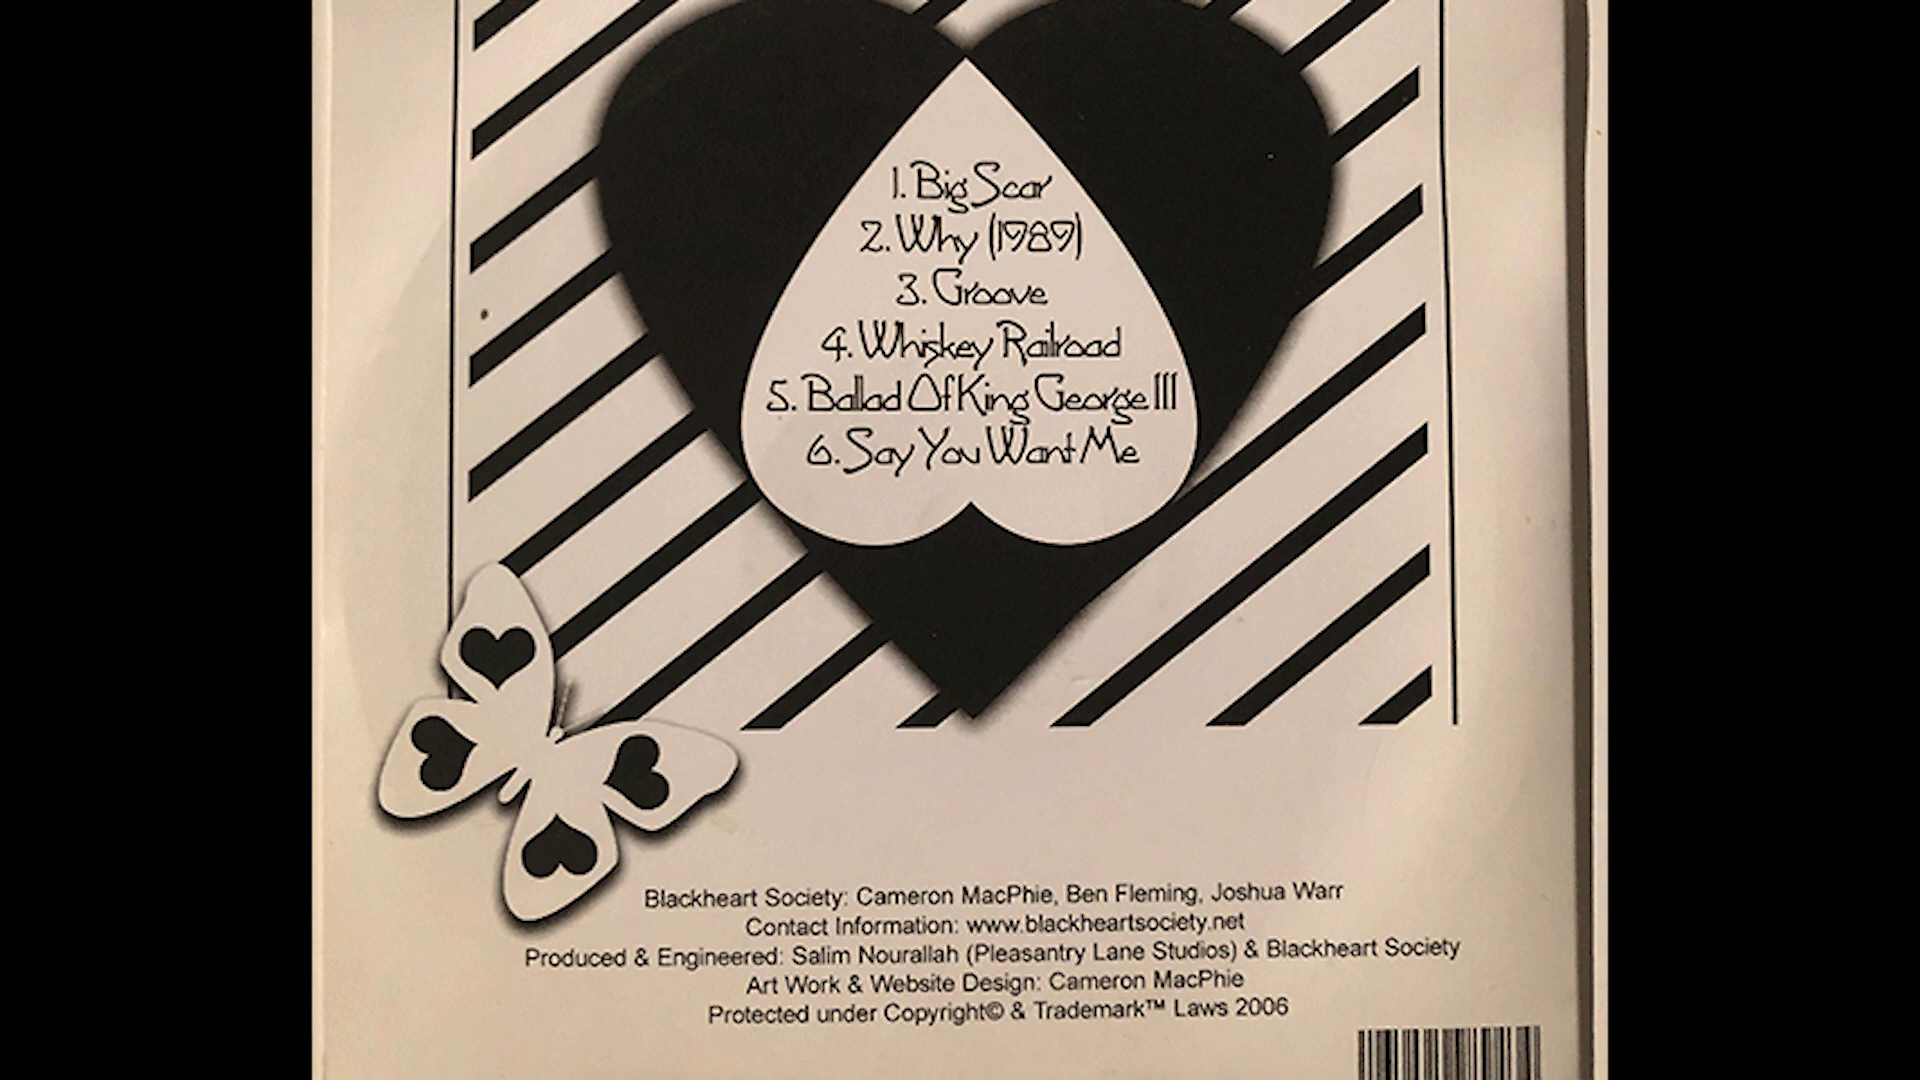 1. Big Scar
2. Why (1989)
3. Groove
4. Whiskey Railroad
5. Ballad Of King George III
6. Say You Want Me
Blackheart Society: Cameron MacPhie, Ben Fleming, Joshua Warr
Contact Information: www.blackheartsociety.net
Produced & Engineered: Salim Nourallah (Pleasantry Lane Studios) & Blackheart Society
Art Work & Website Design: Cameron MacPhie
Protected under Copyright© & Trademark™ Laws 2006